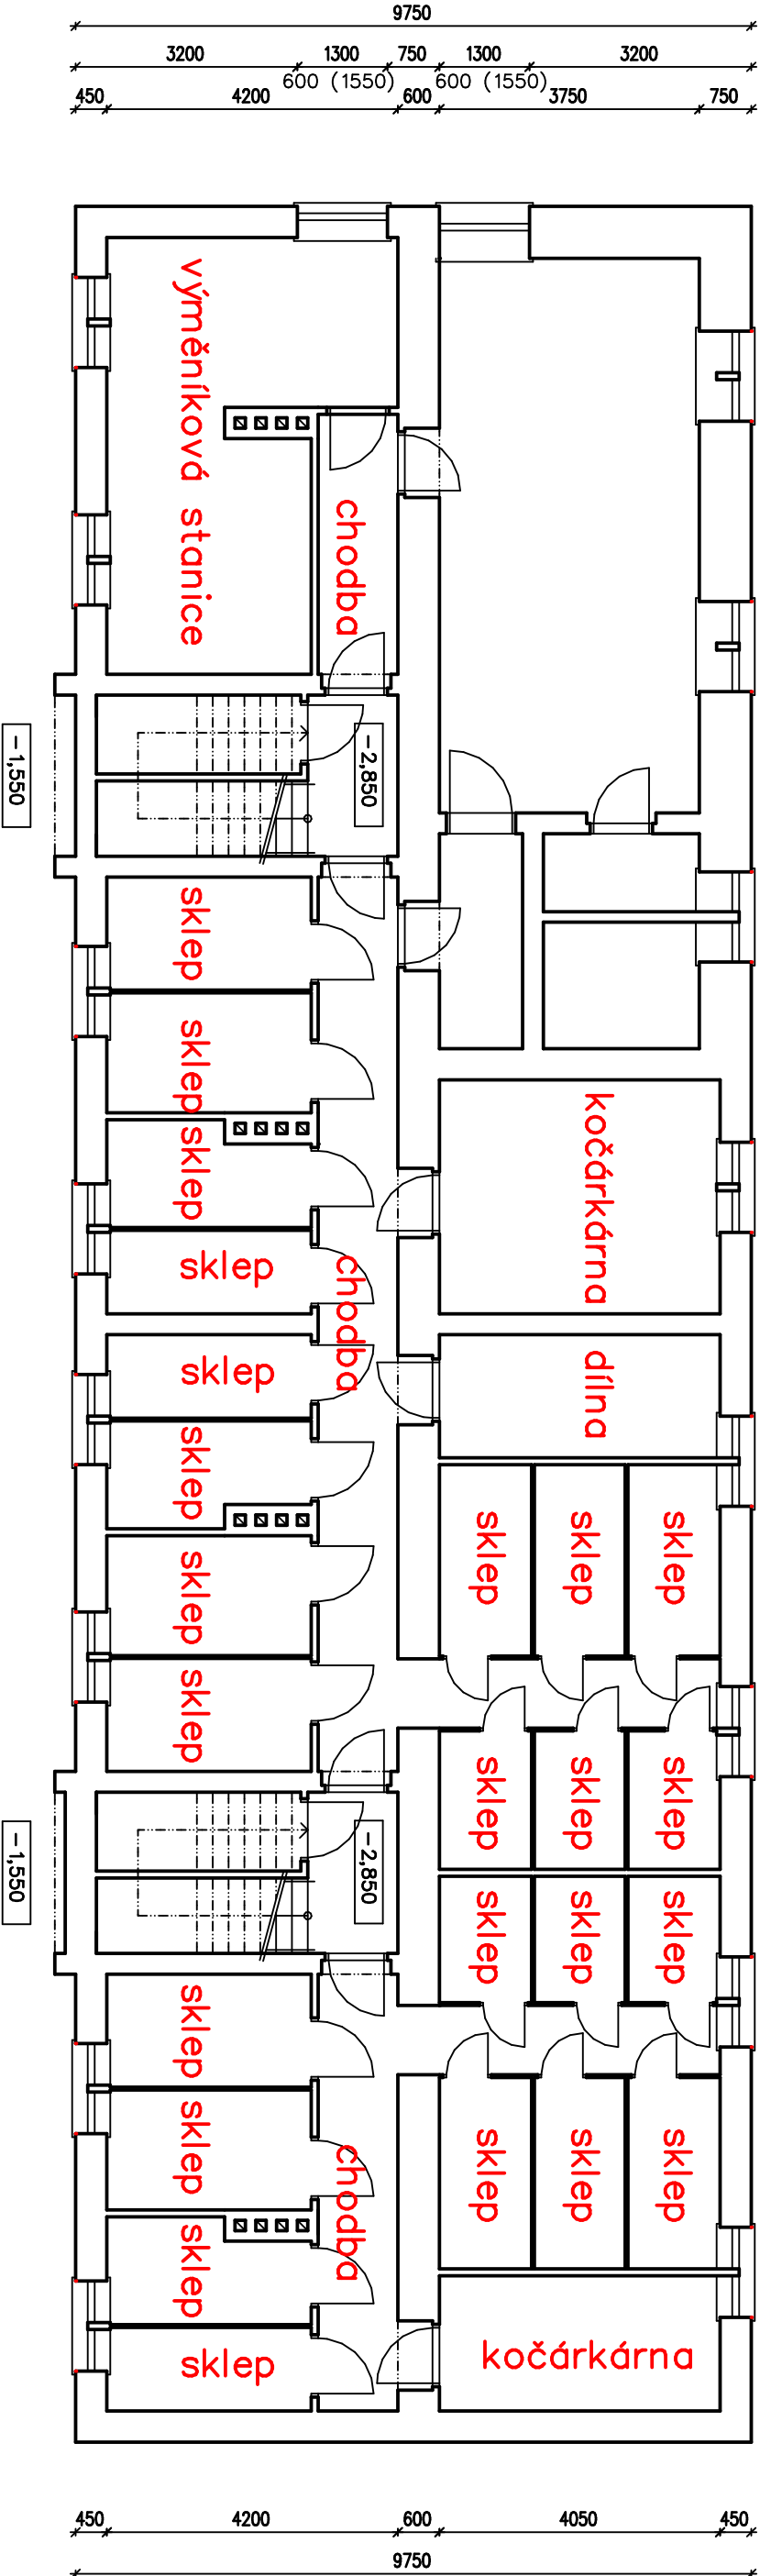 9750
3200 1300 750 1300 3200
600 (1550) 600 (1550)
450 4200 600 3750 750
výměníková stanice
chodba
-1,550
-2,850
sklep
sklep
sklep
sklep
chodba
kočárkárna
sklep
dílna
sklep
sklep sklep sklep
sklep
sklep
sklep sklep sklep
-1,550
-2,850
sklep sklep sklep
sklep
sklep
chodba
sklep sklep sklep
sklep
sklep
kočárkárna
450 4200 600 4050 450
9750